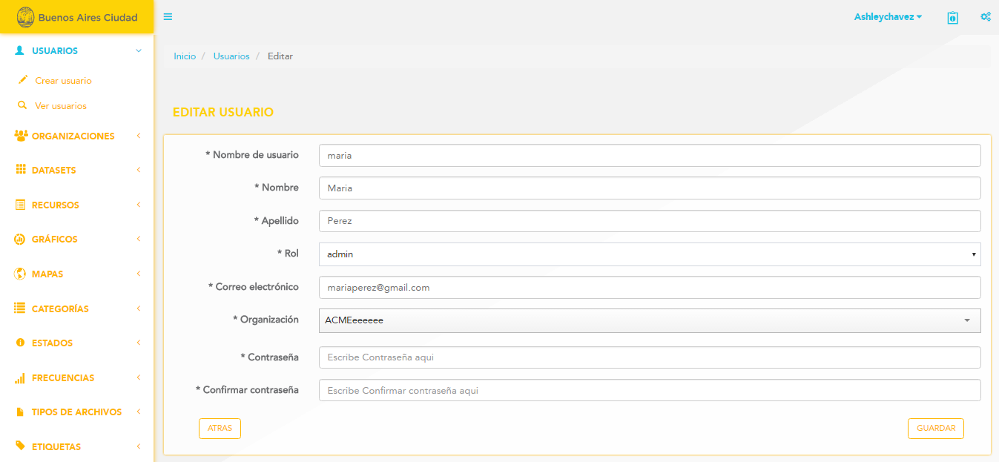 Buenos Aires Ciudad
Ashleychavez
USUARIOS
Crear usuario
Ver usuarios
ORGANIZACIONES
DATASETS
RECURSOS
GRÁFICOS
MAPAS
CATEGORÍAS
ESTADOS
FRECUENCIAS
TIPOS DE ARCHIVOS
ETIQUETAS
Inicio / Usuarios / Editar
EDITAR USUARIO
* Nombre de usuario maria
* Nombre Maria
* Apellido Perez
* Rol admin
* Correo electrónico mariaperez@gmail.com
* Organización ACMEeeeeee
* Contraseña Escribe Contraseña aqui
* Confirmar contraseña Escribe Confirmar contraseña aqui
ATRAS GUARDAR